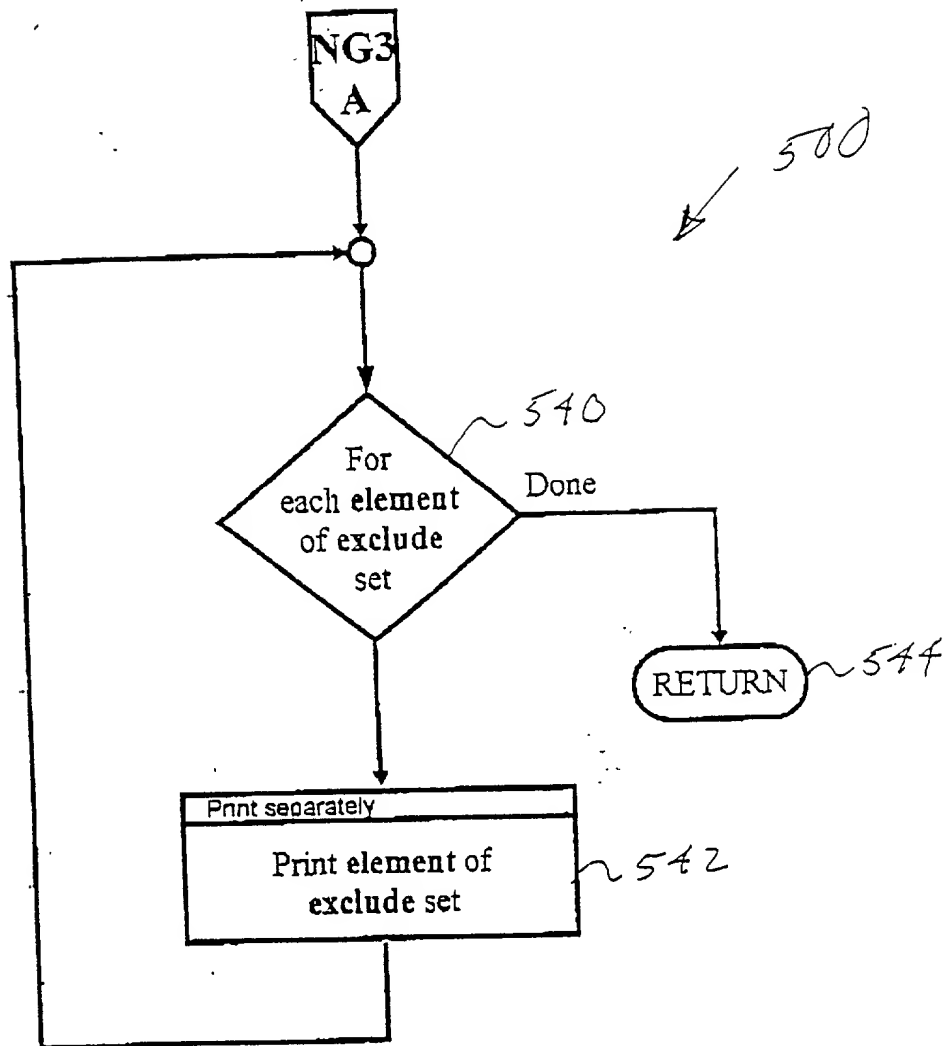 NG3
A
500
540
For
each element
of exclude
set
Done
RETURN
544
Print separately
Print element of
exclude set
542